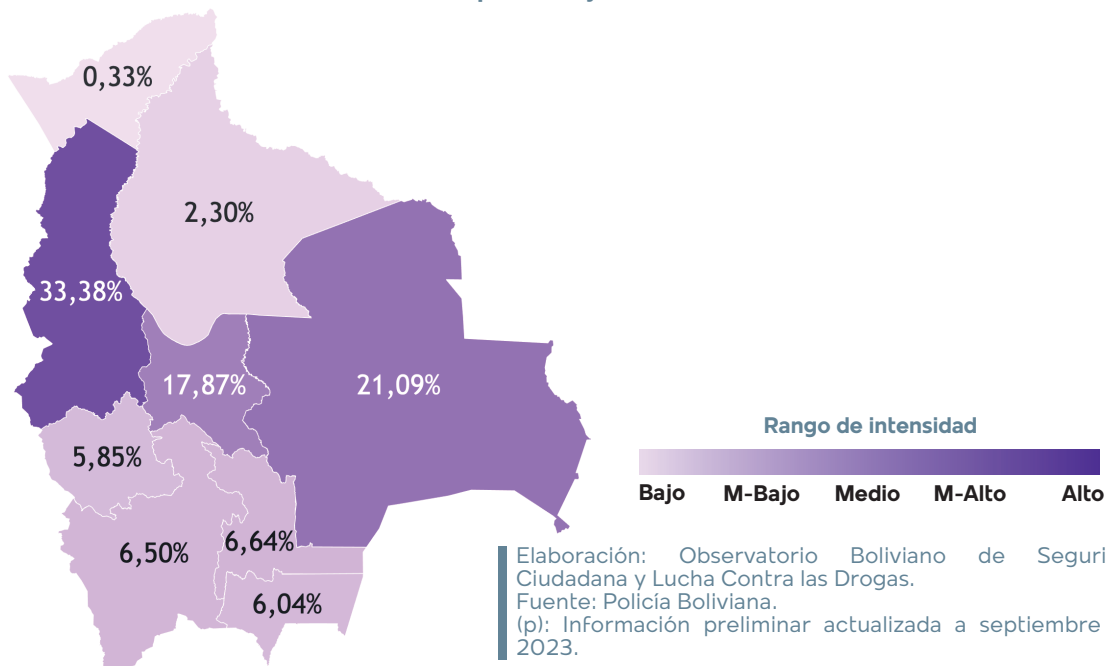 0,33%
2,30%
33,38%
17,87%
21,09%
5,85%
6,50%
6,64%
6,04%
Rango de intensidad
Bajo M-Bajo Medio M-Alto Alto
Elaboración: Observatorio Boliviano de Seguri
Ciudadana y Lucha Contra las Drogas.
Fuente: Policía Boliviana.
(p): Información preliminar actualizada a septiembre
2023.